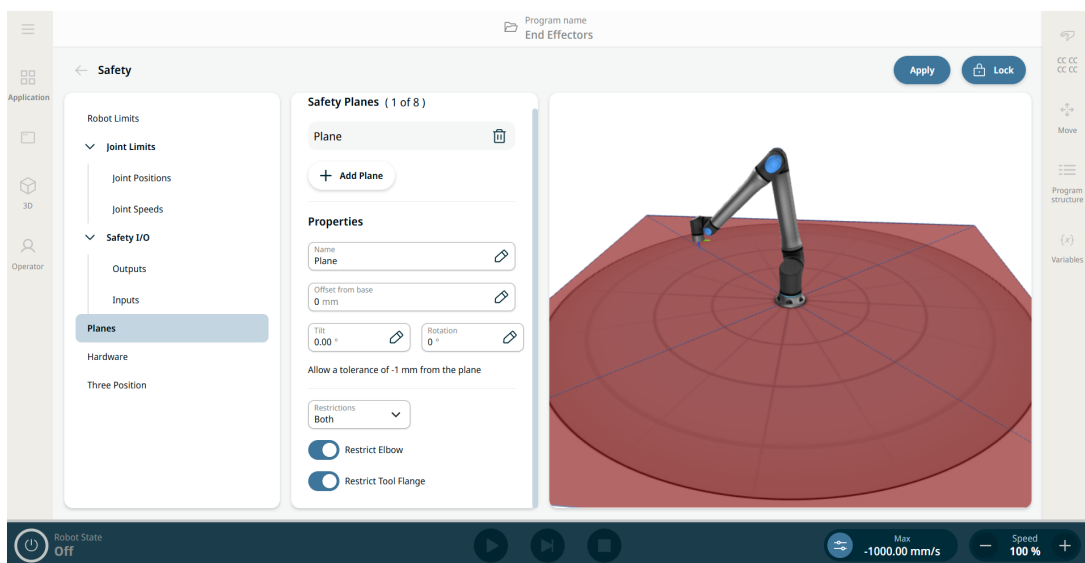 Program name
End Effectors
Safety
Apply
Lock
Application
3D
Operator
Robot Limits
Joint Limits
Joint Positions
Joint Speeds
Safety I/O
Outputs
Inputs
Planes
Hardware
Three Position
Safety Planes ( 1 of 8 )
Plane
Add Plane
Properties
Name
Plane
Offset from base
0 mm
Tilt
0.00 °
Rotation
0 °
Allow a tolerance of -1 mm from the plane
Restrictions
Both
Restrict Elbow
Restrict Tool Flange
CC CC
CC CC
Move
Program
structure
{x}
Variables
Robot State
Off
Max
-1000.00 mm/s
Speed
100 %